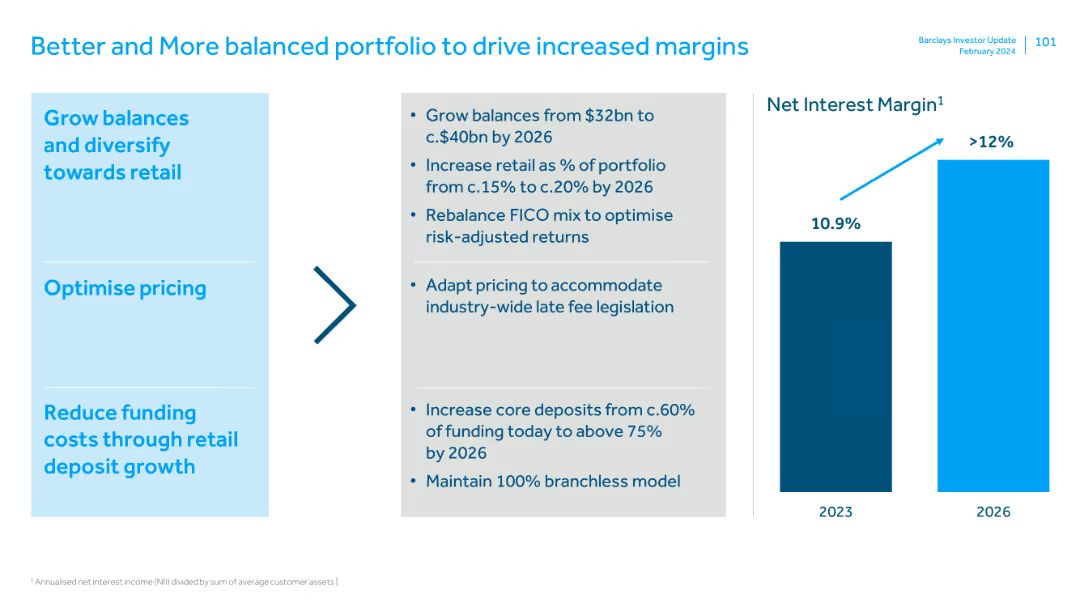 Better and More balanced portfolio to drive increased margins
Barclays Investor Update
February 2024
101
Grow balances
and diversify
towards retail
Optimise pricing
Reduce funding
costs through retail
deposit growth
• Grow balances from $32bn to
c.$40bn by 2026
• Increase retail as % of portfolio
from c.15% to c.20% by 2026
• Rebalance FICO mix to optimise
risk-adjusted returns
• Adapt pricing to accommodate
industry-wide late fee legislation
• Increase core deposits from c.60%
of funding today to above 75%
by 2026
• Maintain 100% branchless model
Net Interest Margin¹
>12%
10.9%
2023
2026
¹ Annualised net interest income (NII) divided by sum of average customer assets |